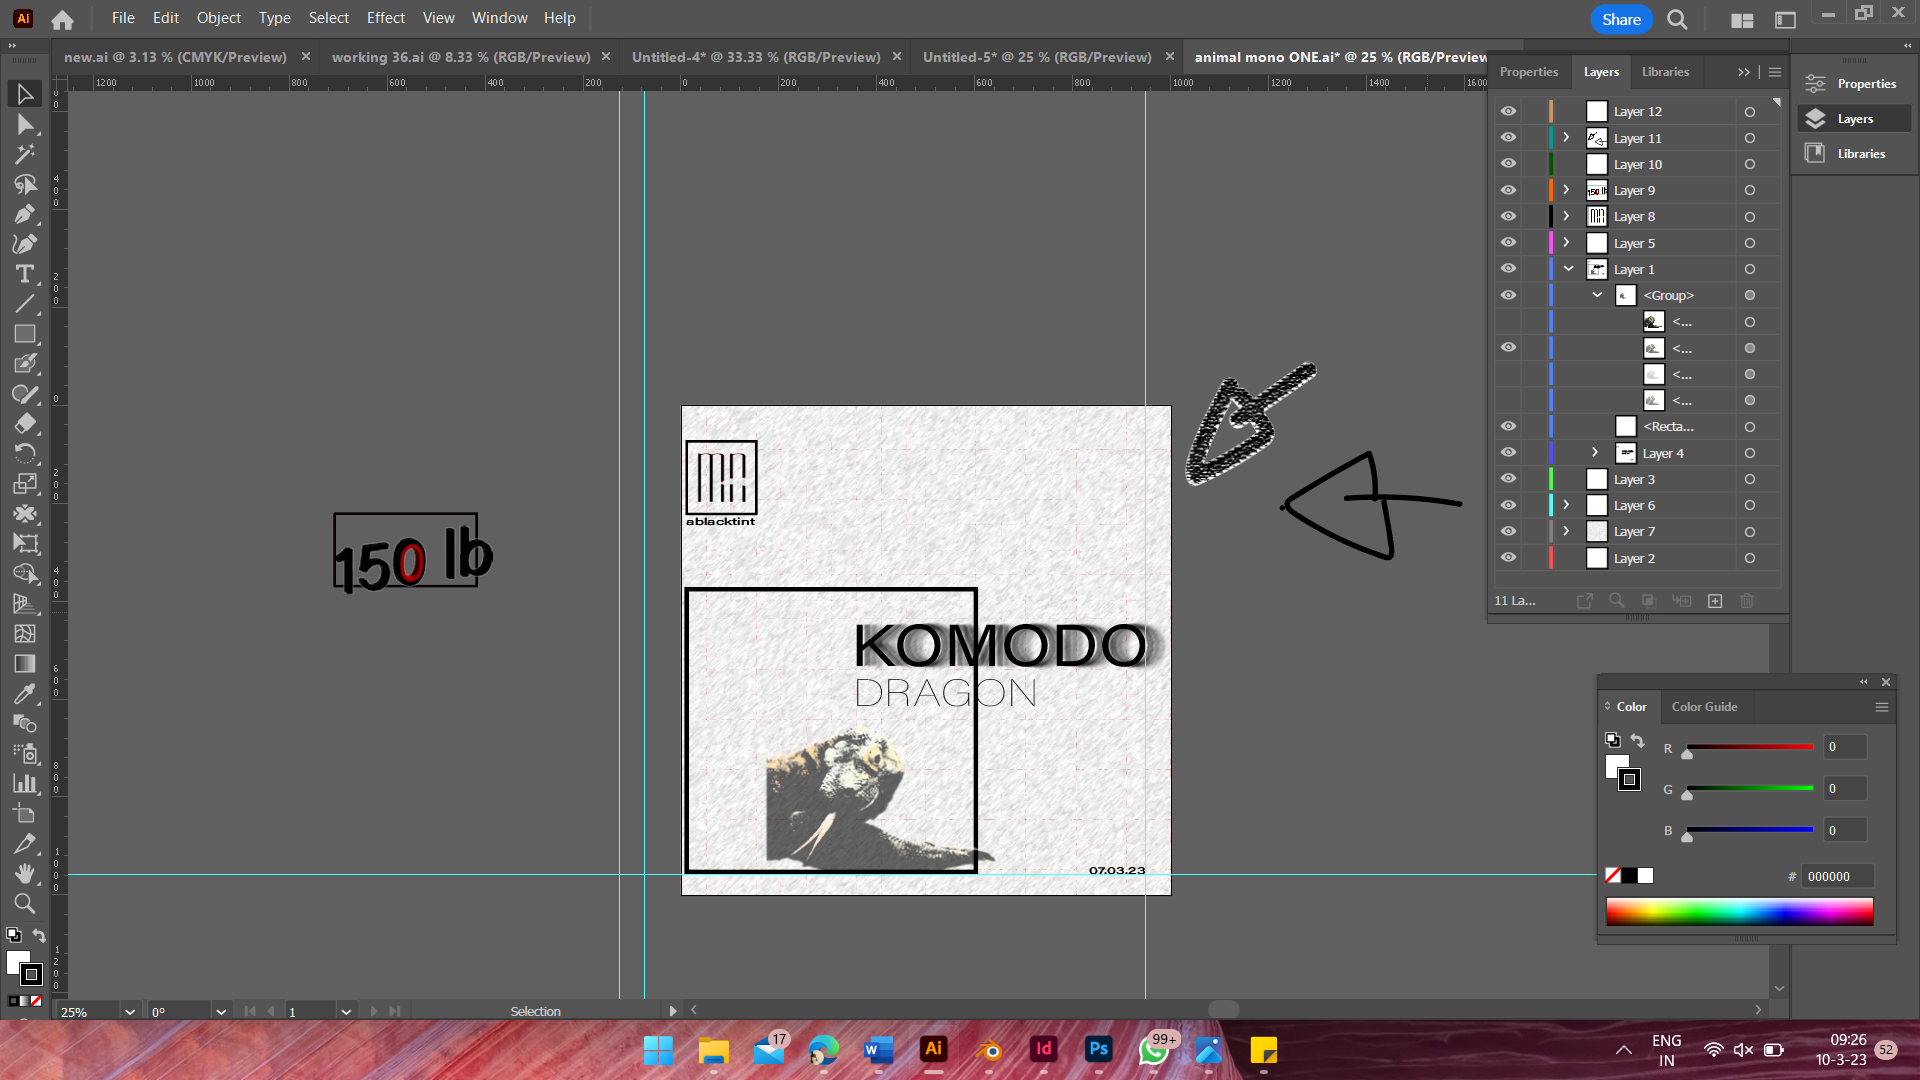 Ai File Edit Object Type Select Effect View Window Help Share
new.ai @ 3.13 % (CMYK/Preview) working 36.ai @ 8.33 % (RGB/Preview) Untitled-4* @ 33.33 % (RGB/Preview) Untitled-5* @ 25 % (RGB/Preview) animal mono ONE.ai* @ 25 % (RGB/Preview
1200 1000 800 600 400 200 0 200 400 600 800 1000 1200 1400 1600
Properties Layers Libraries
Layer 12
Layer 11
Layer 10
Layer 9
Layer 8
Layer 5
Layer 1
<Group>
<...
<...
<...
<...
<Recta...
Layer 4
Layer 3
Layer 6
Layer 7
Layer 2
11 La...
Properties
Layers
Libraries
150 lb
ablacktint
KOMODO
DRAGON
07.03.23
Color Color Guide
R 0
G 0
B 0
# 000000
25% 0° 1 Selection
17 W Ai Id Ps 99+
ENG
IN
09:26
10-3-23
52